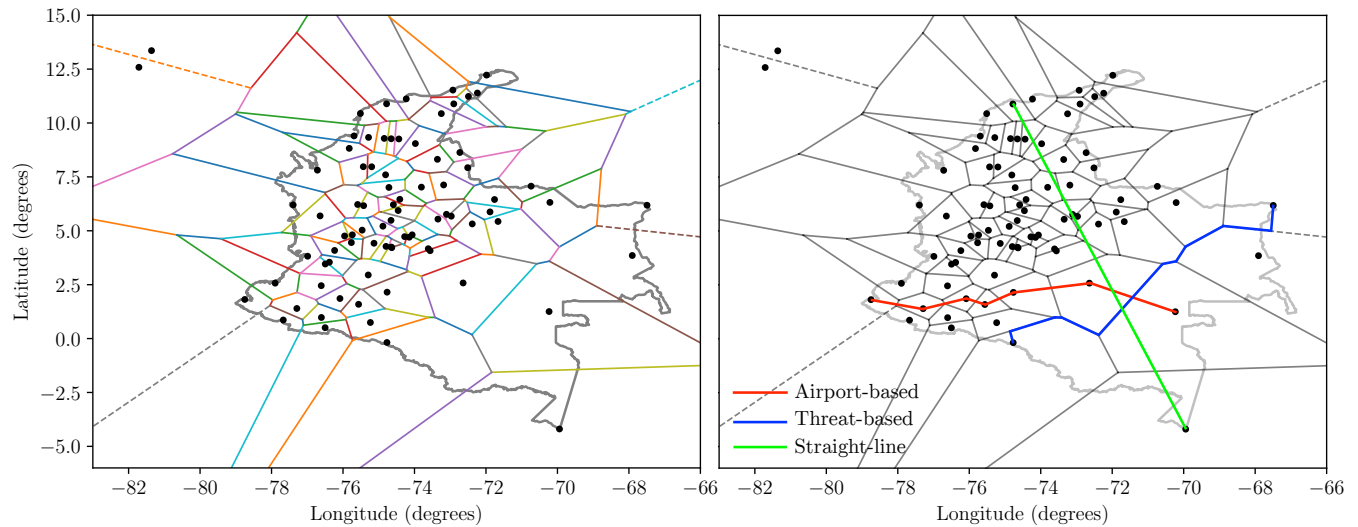 15.0
12.5
10.0
7.5
5.0
2.5
0.0
−2.5
−5.0
Latitude (degrees)
−82 −80 −78 −76 −74 −72 −70 −68 −66
Longitude (degrees)
Airport-based
Threat-based
Straight-line
−82 −80 −78 −76 −74 −72 −70 −68 −66
Longitude (degrees)